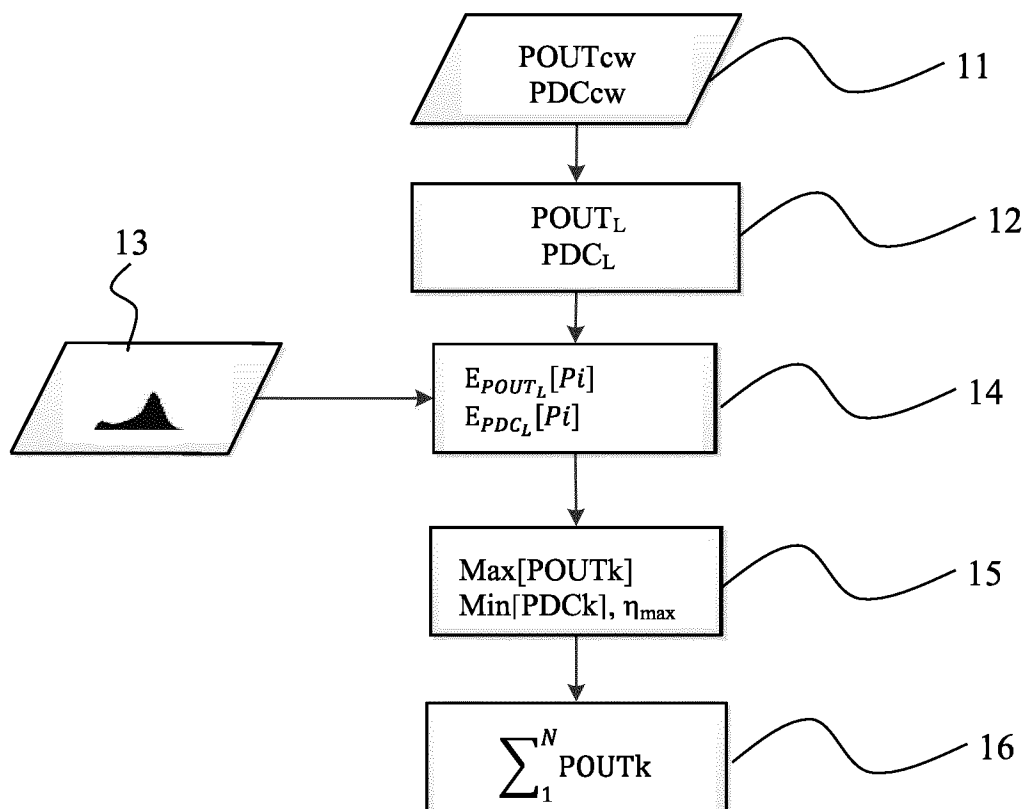 POUTcw
PDCcw
11
POUT_L
PDC_L
12
13
E_{POUT_L}[Pi]
E_{PDC_L}[Pi]
14
Max[POUTk]
Min[PDCk], η_max
15
∑_1^N POUTk
16